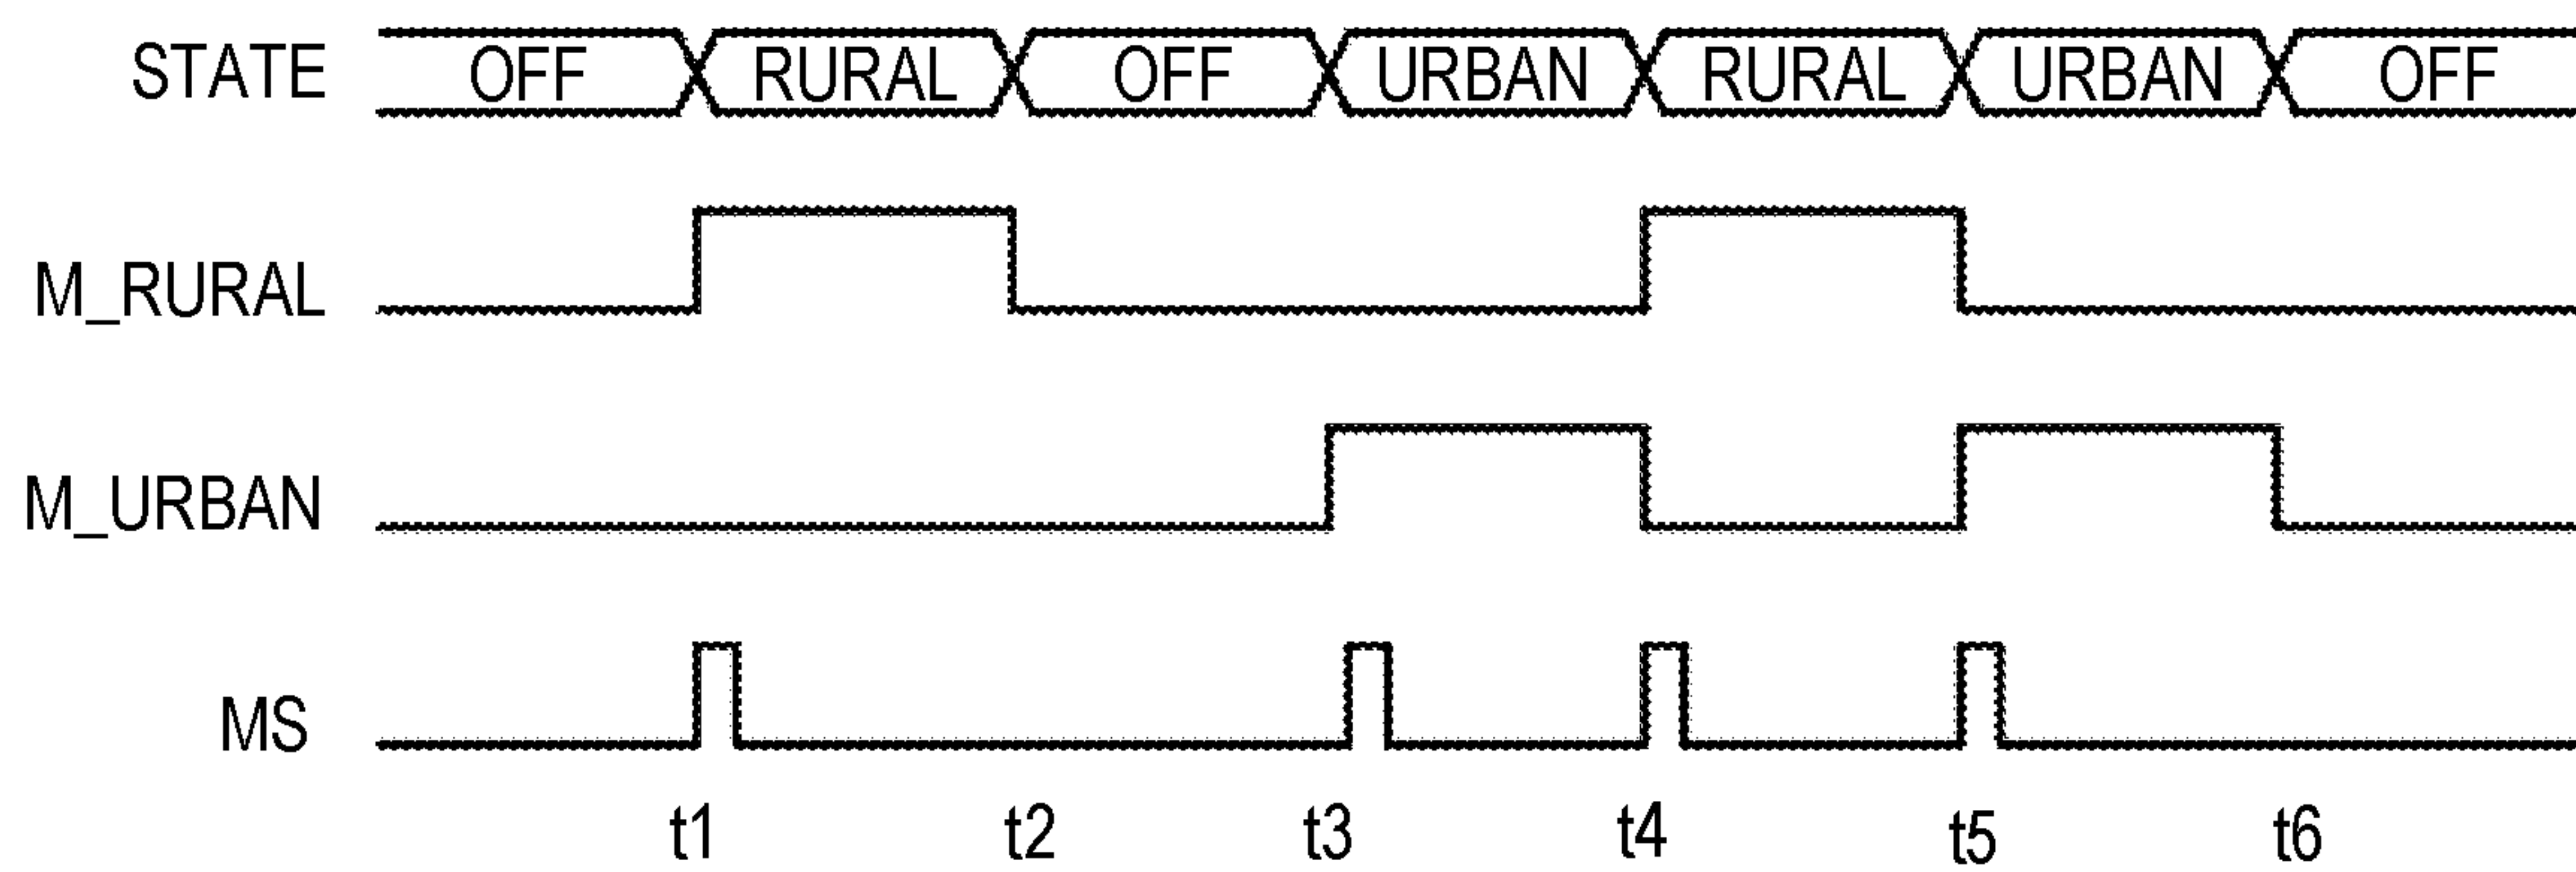 STATE OFF RURAL OFF URBAN RURAL URBAN OFF
M_RURAL
M_URBAN
MS
t1 t2 t3 t4 t5 t6